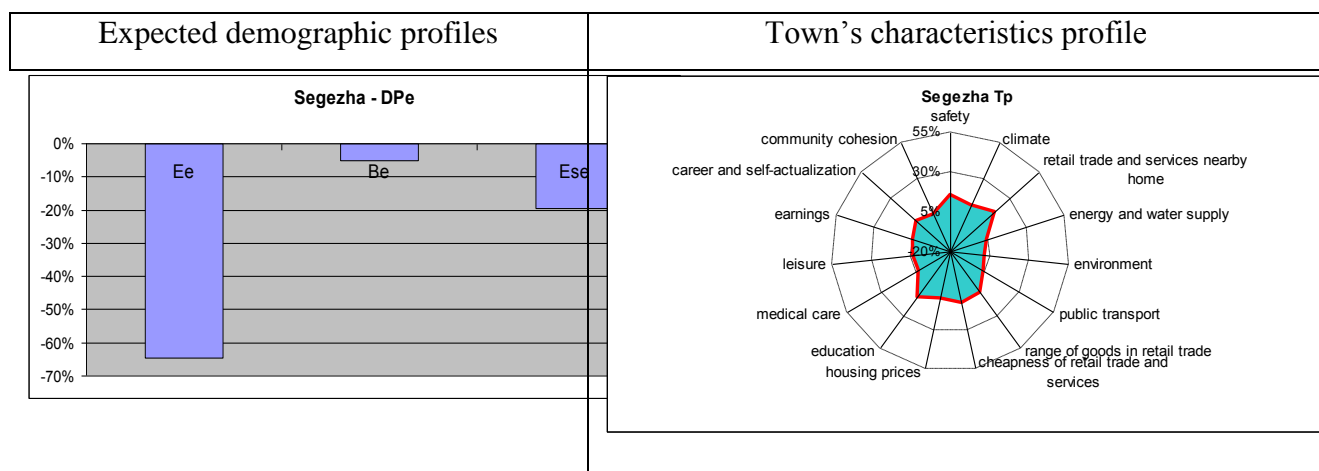 Expected demographic profiles
Town's characteristics profile
Segezha - DPe
0%
-10%
-20%
-30%
-40%
-50%
-60%
-70%
Ee
Be
Ese
Segezha Tp
safety
climate
retail trade and services nearby
home
energy and water supply
environment
public transport
range of goods in retail trade
cheapness of retail trade and
services
housing prices
education
medical care
leisure
earnings
career and self-actualization
community cohesion
55%
30%
5%
-20%